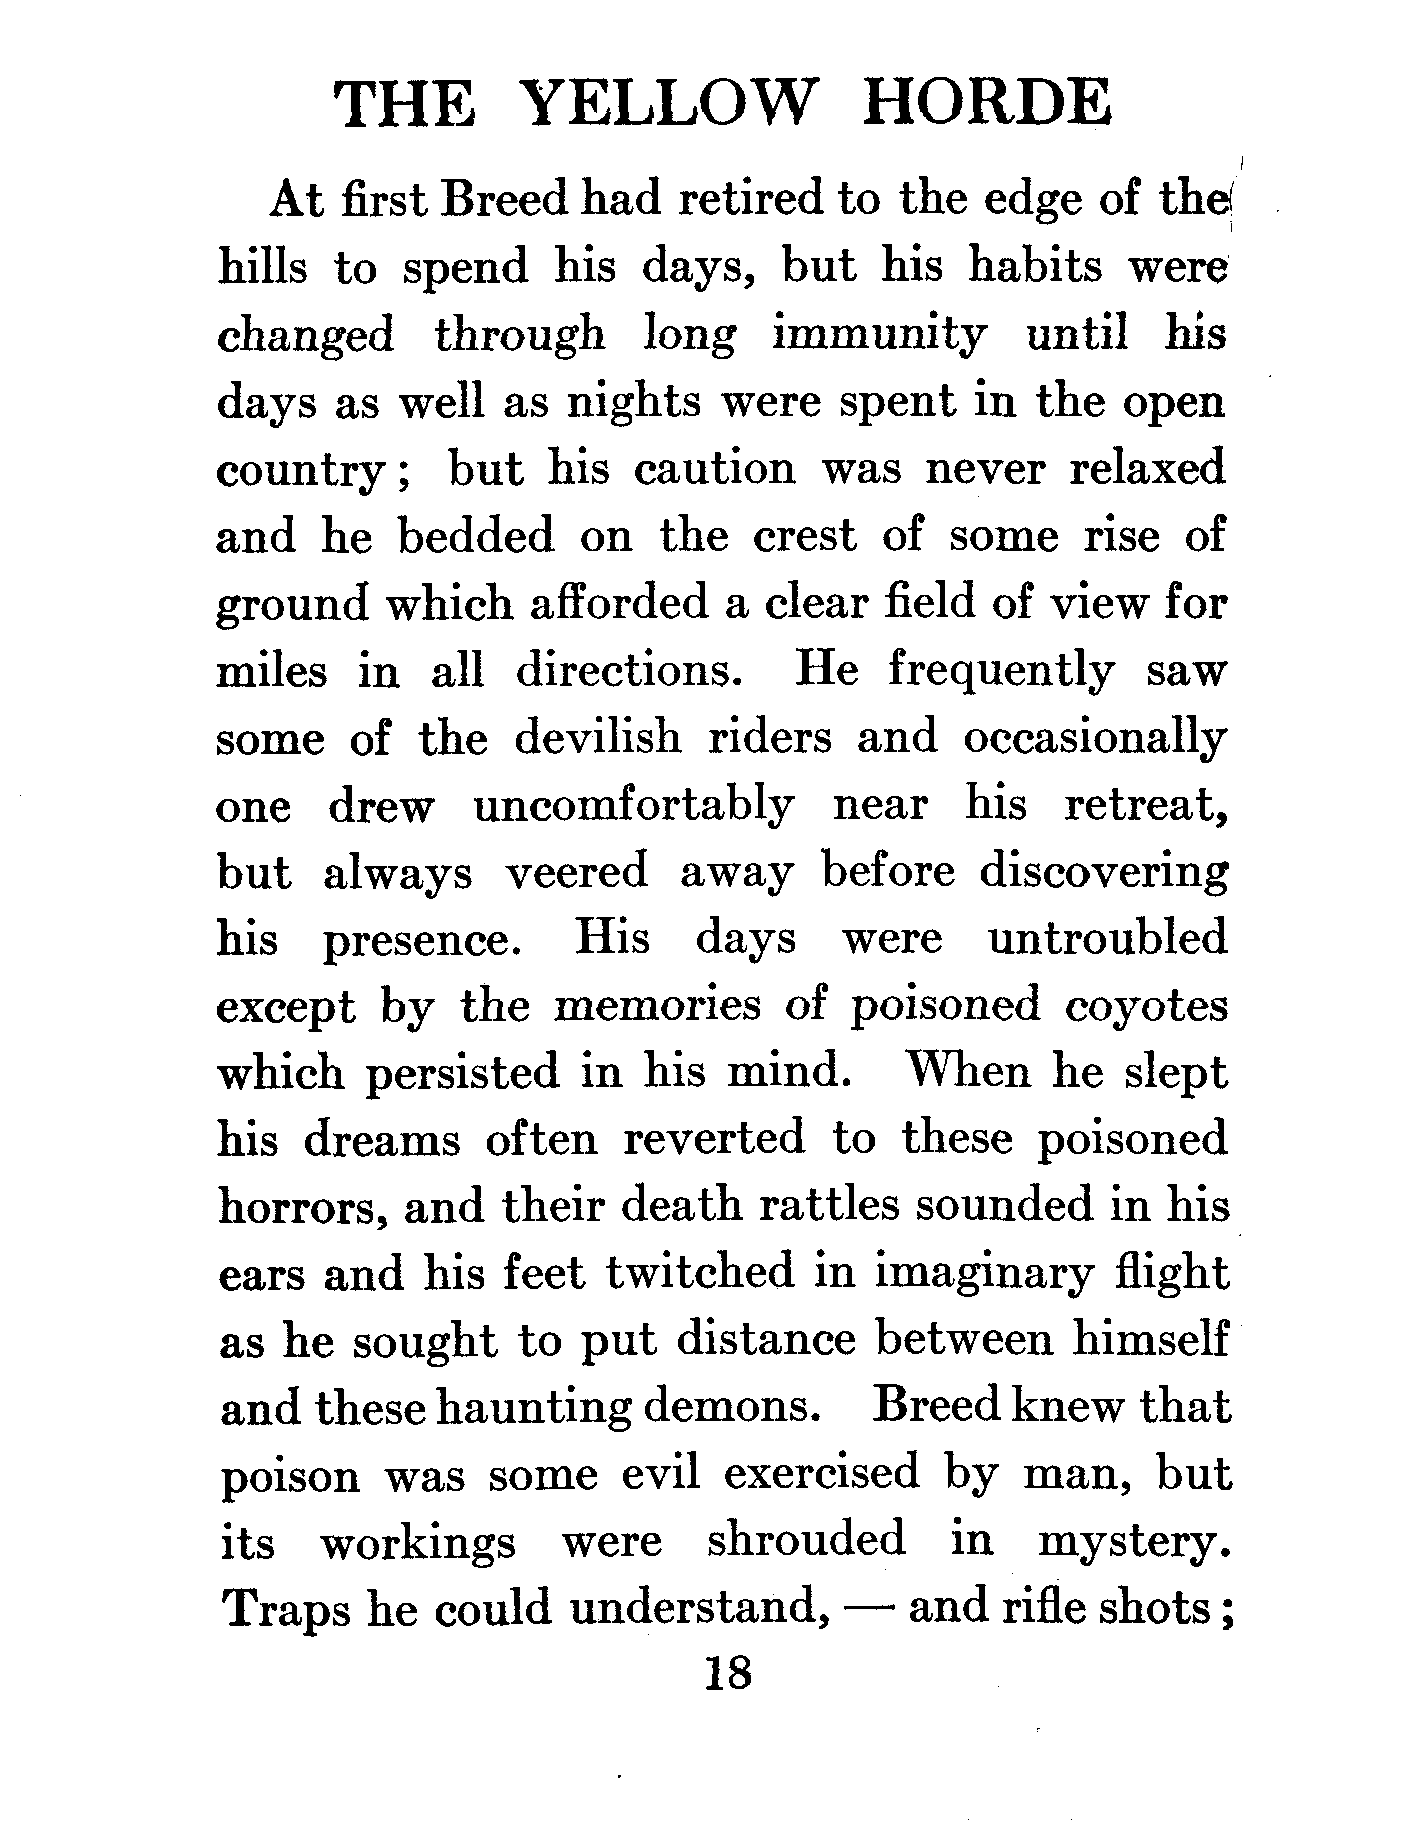 THE YELLOW HORDE
At first Breed had retired to the edge of the
hills to spend his days, but his habits were
changed through long immunity until his
days as well as nights were spent in the open
country; but his caution was never relaxed
and he bedded on the crest of some rise of
ground which afforded a clear field of view for
miles in all directions. He frequently saw
some of the devilish riders and occasionally
one drew uncomfortably near his retreat,
but always veered away before discovering
his presence. His days were untroubled
except by the memories of poisoned coyotes
which persisted in his mind. When he slept
his dreams often reverted to these poisoned
horrors, and their death rattles sounded in his
ears and his feet twitched in imaginary flight
as he sought to put distance between himself
and these haunting demons. Breed knew that
poison was some evil exercised by man, but
its workings were shrouded in mystery.
Traps he could understand, — and rifle shots;
18